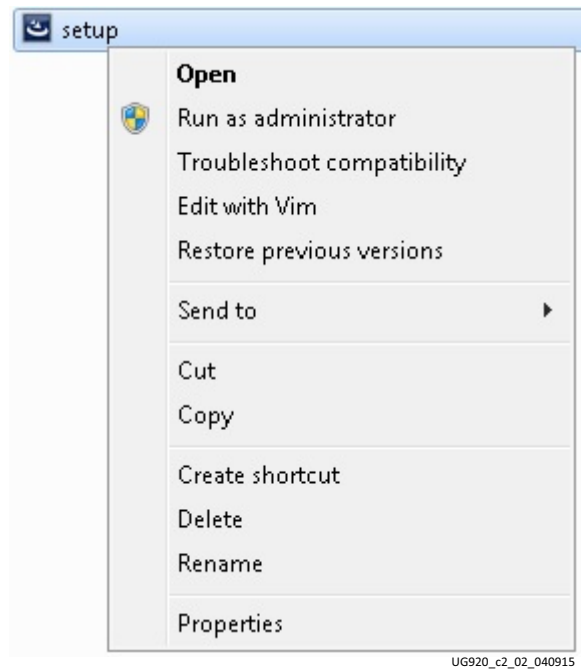 setup
Open
Run as administrator
Troubleshoot compatibility
Edit with Vim
Restore previous versions
Send to
Cut
Copy
Create shortcut
Delete
Rename
Properties
UG920_c2_02_040915